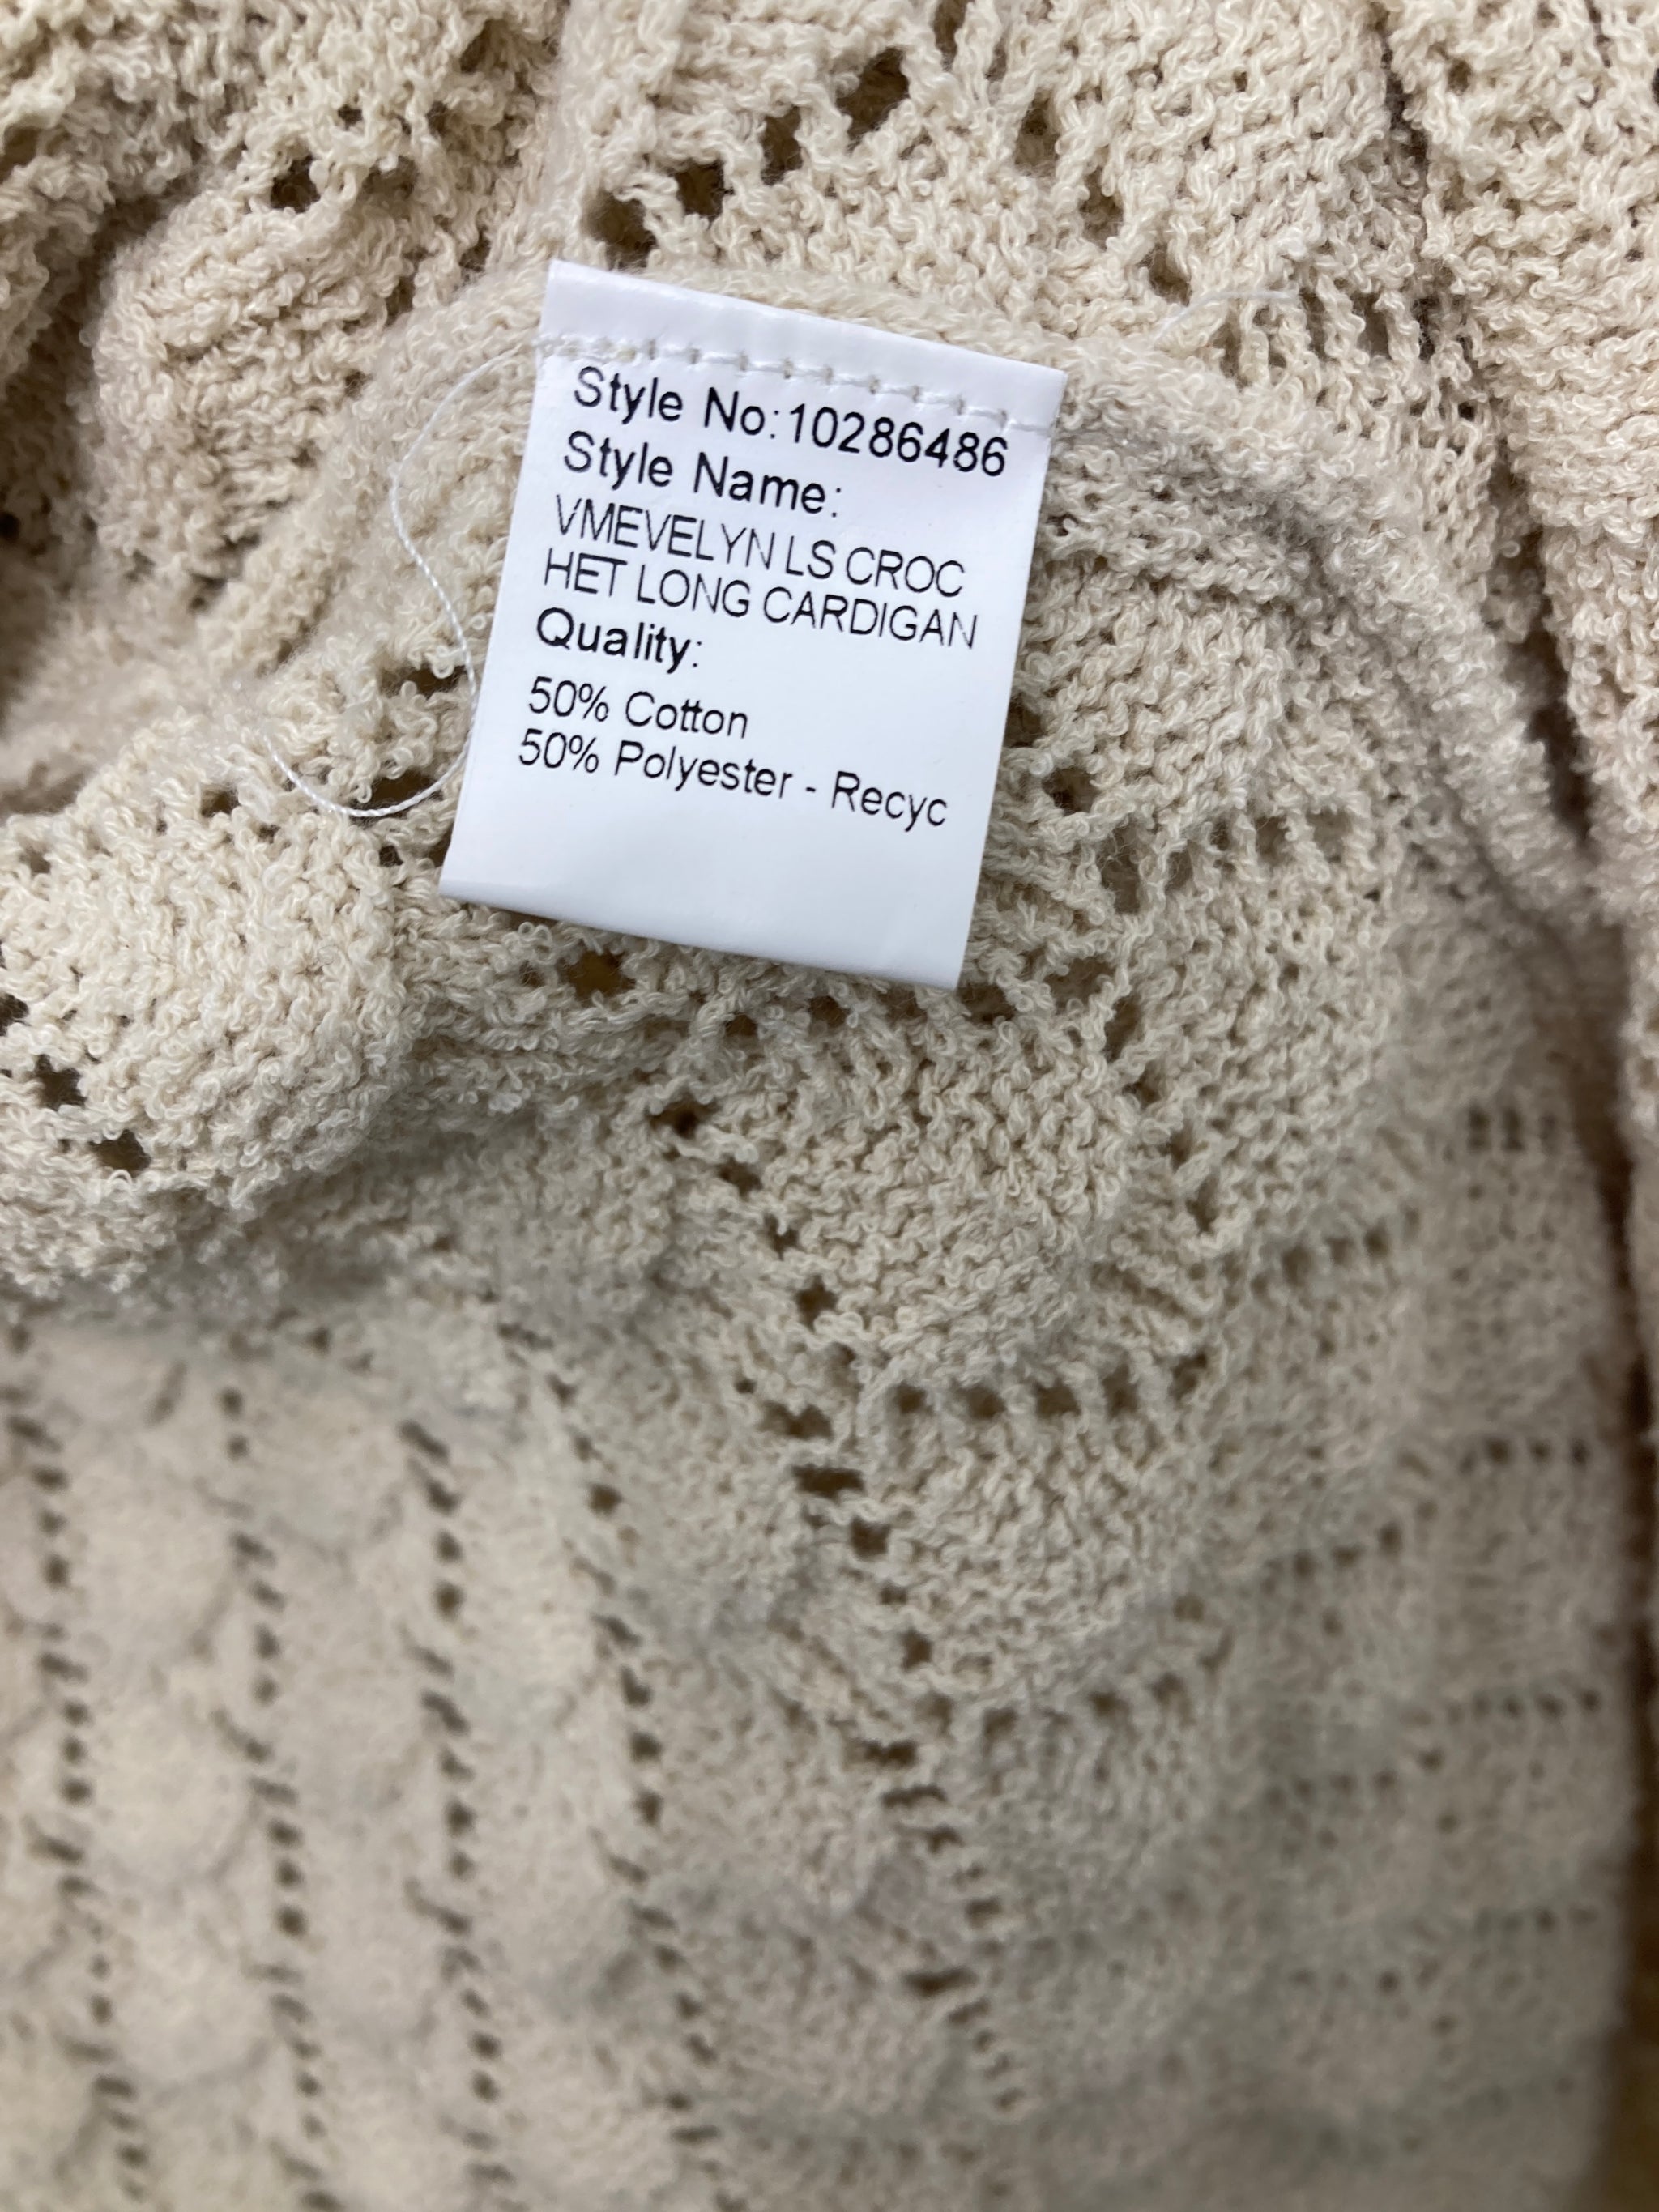 Style No:10286486
Style Name:
VMEVELYN LS CROC
HET LONG CARDIGAN
Quality:
50% Cotton
50% Polyester - Recyc